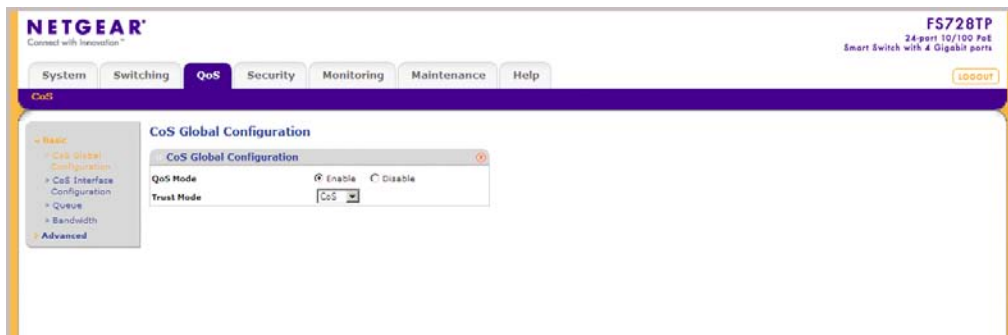 NETGEAR®
Connect with Innovation™
FS728TP
24-port 10/100 PoE
Smart Switch with 4 Gigabit ports
System Switching QoS Security Monitoring Maintenance Help
LOGOUT
CoS
Basic
CoS Global
Configuration
CoS Interface
Configuration
Queue
Bandwidth
Advanced
CoS Global Configuration
CoS Global Configuration
QoS Mode Enable Disable
Trust Mode CoS